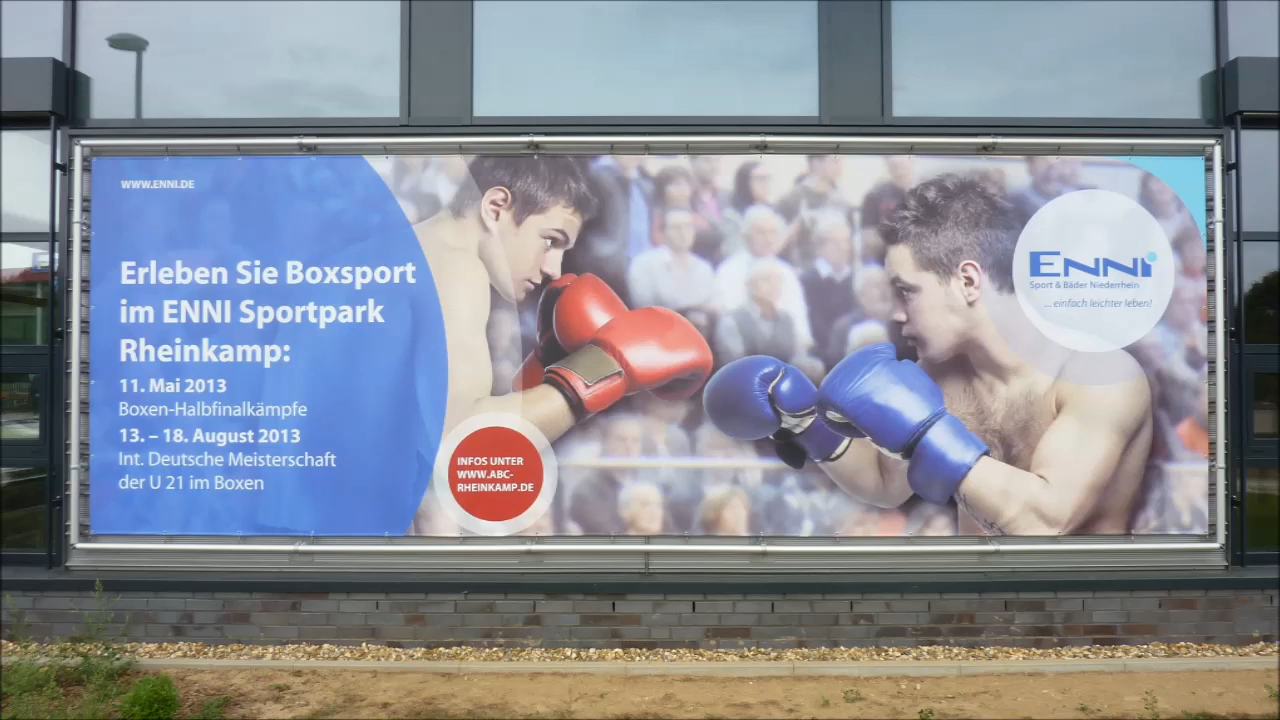 WWW.ENNI.DE
Erleben Sie Boxsport
im ENNI Sportpark
Rheinkamp:
11. Mai 2013
Boxen-Halbfinalkämpfe
13. – 18. August 2013
Int. Deutsche Meisterschaft
der U 21 im Boxen
INFOS UNTER
WWW.ABC-
RHEINKAMP.DE
ENNI
Sport & Bäder Niederrhein
... einfach leichter leben!